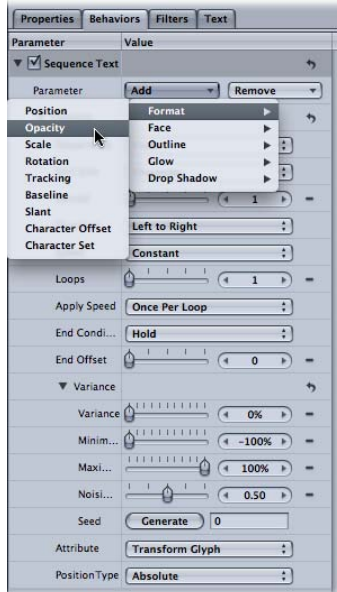 Properties Behaviors Filters Text
Parameter Value
Sequence Text
Parameter Add Remove
Position Format
Opacity Face
Scale Outline
Rotation Glow
Tracking Drop Shadow
Baseline
Slant 1
Character Offset Left to Right
Character Set Constant
Loops 1
Apply Speed Once Per Loop
End Condi... Hold
End Offset 0
Variance
Variance 0%
Minim... -100%
Maxi... 100%
Noisi... 0.50
Seed Generate 0
Attribute Transform Glyph
Position Type Absolute